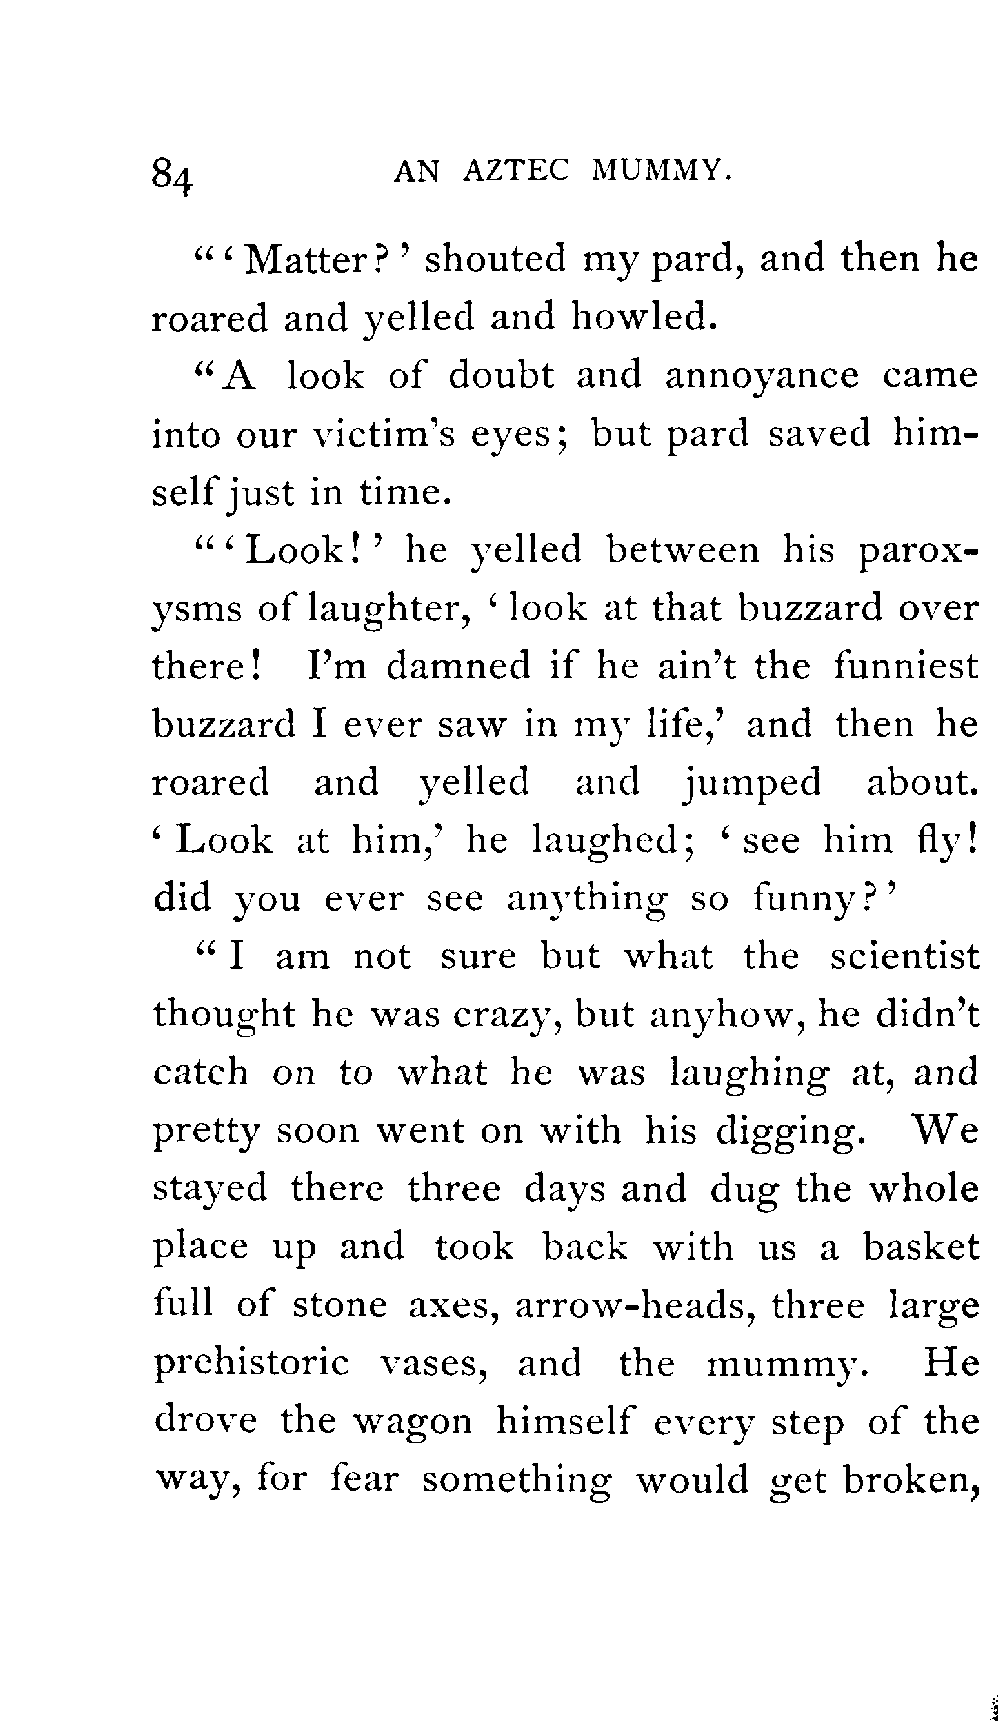 84 AN AZTEC MUMMY.
"'Matter?' shouted my pard, and then he
roared and yelled and howled.
"A look of doubt and annoyance came
into our victim's eyes; but pard saved him-
self just in time.
"'Look!' he yelled between his parox-
ysms of laughter, 'look at that buzzard over
there! I'm damned if he ain't the funniest
buzzard I ever saw in my life,' and then he
roared and yelled and jumped about.
'Look at him,' he laughed; 'see him fly!
did you ever see anything so funny?'
"I am not sure but what the scientist
thought he was crazy, but anyhow, he didn't
catch on to what he was laughing at, and
pretty soon went on with his digging. We
stayed there three days and dug the whole
place up and took back with us a basket
full of stone axes, arrow-heads, three large
prehistoric vases, and the mummy. He
drove the wagon himself every step of the
way, for fear something would get broken,